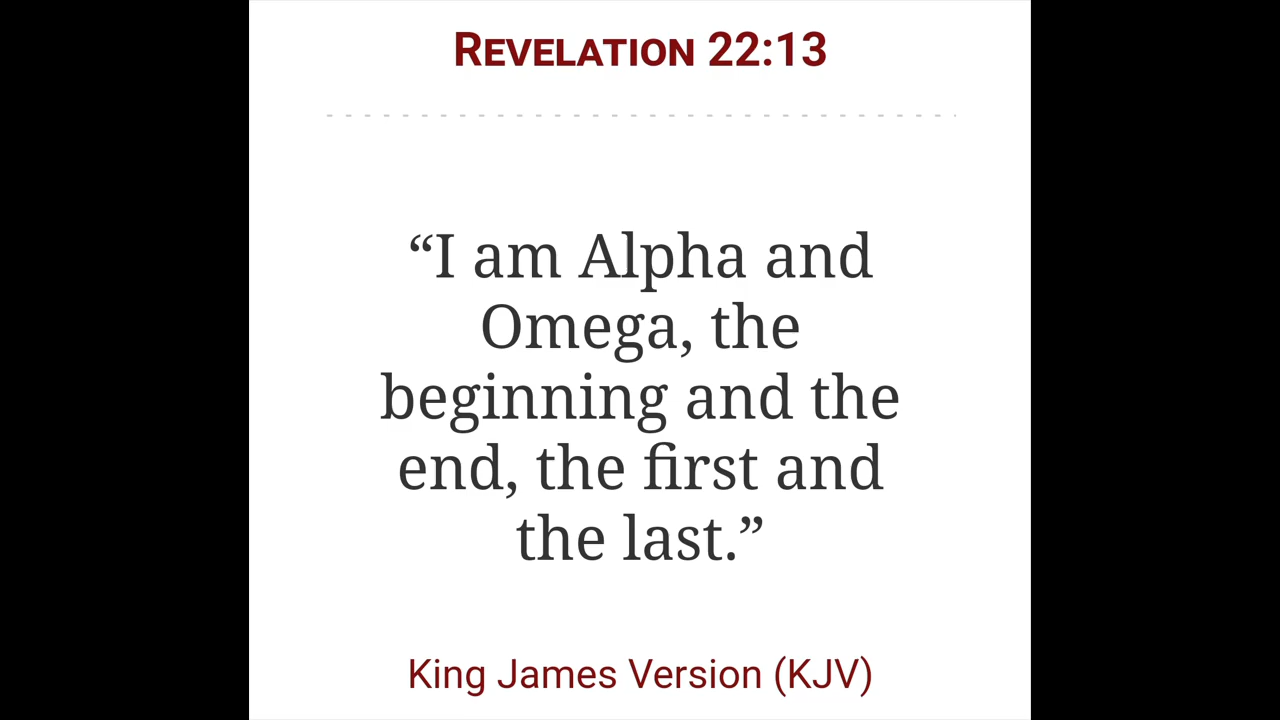 REVELATION 22:13
“I am Alpha and
Omega, the
beginning and the
end, the first and
the last.”
King James Version (KJV)